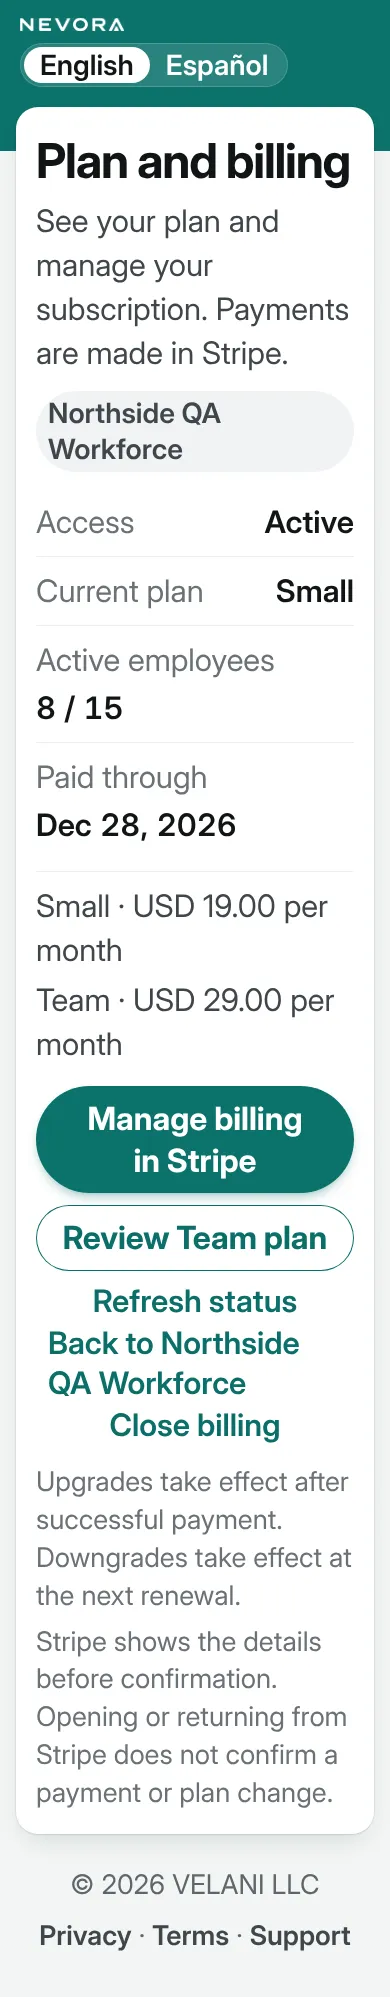 NEVORA
English Español
Plan and billing
See your plan and
manage your
subscription. Payments
are made in Stripe.
Northside QA
Workforce
Access Active
Current plan Small
Active employees
8 / 15
Paid through
Dec 28, 2026
Small · USD 19.00 per
month
Team · USD 29.00 per
month
Manage billing
in Stripe
Review Team plan
Refresh status
Back to Northside
QA Workforce
Close billing
Upgrades take effect after
successful payment.
Downgrades take effect at
the next renewal.
Stripe shows the details
before confirmation.
Opening or returning from
Stripe does not confirm a
payment or plan change.
© 2026 VELANI LLC
Privacy · Terms · Support